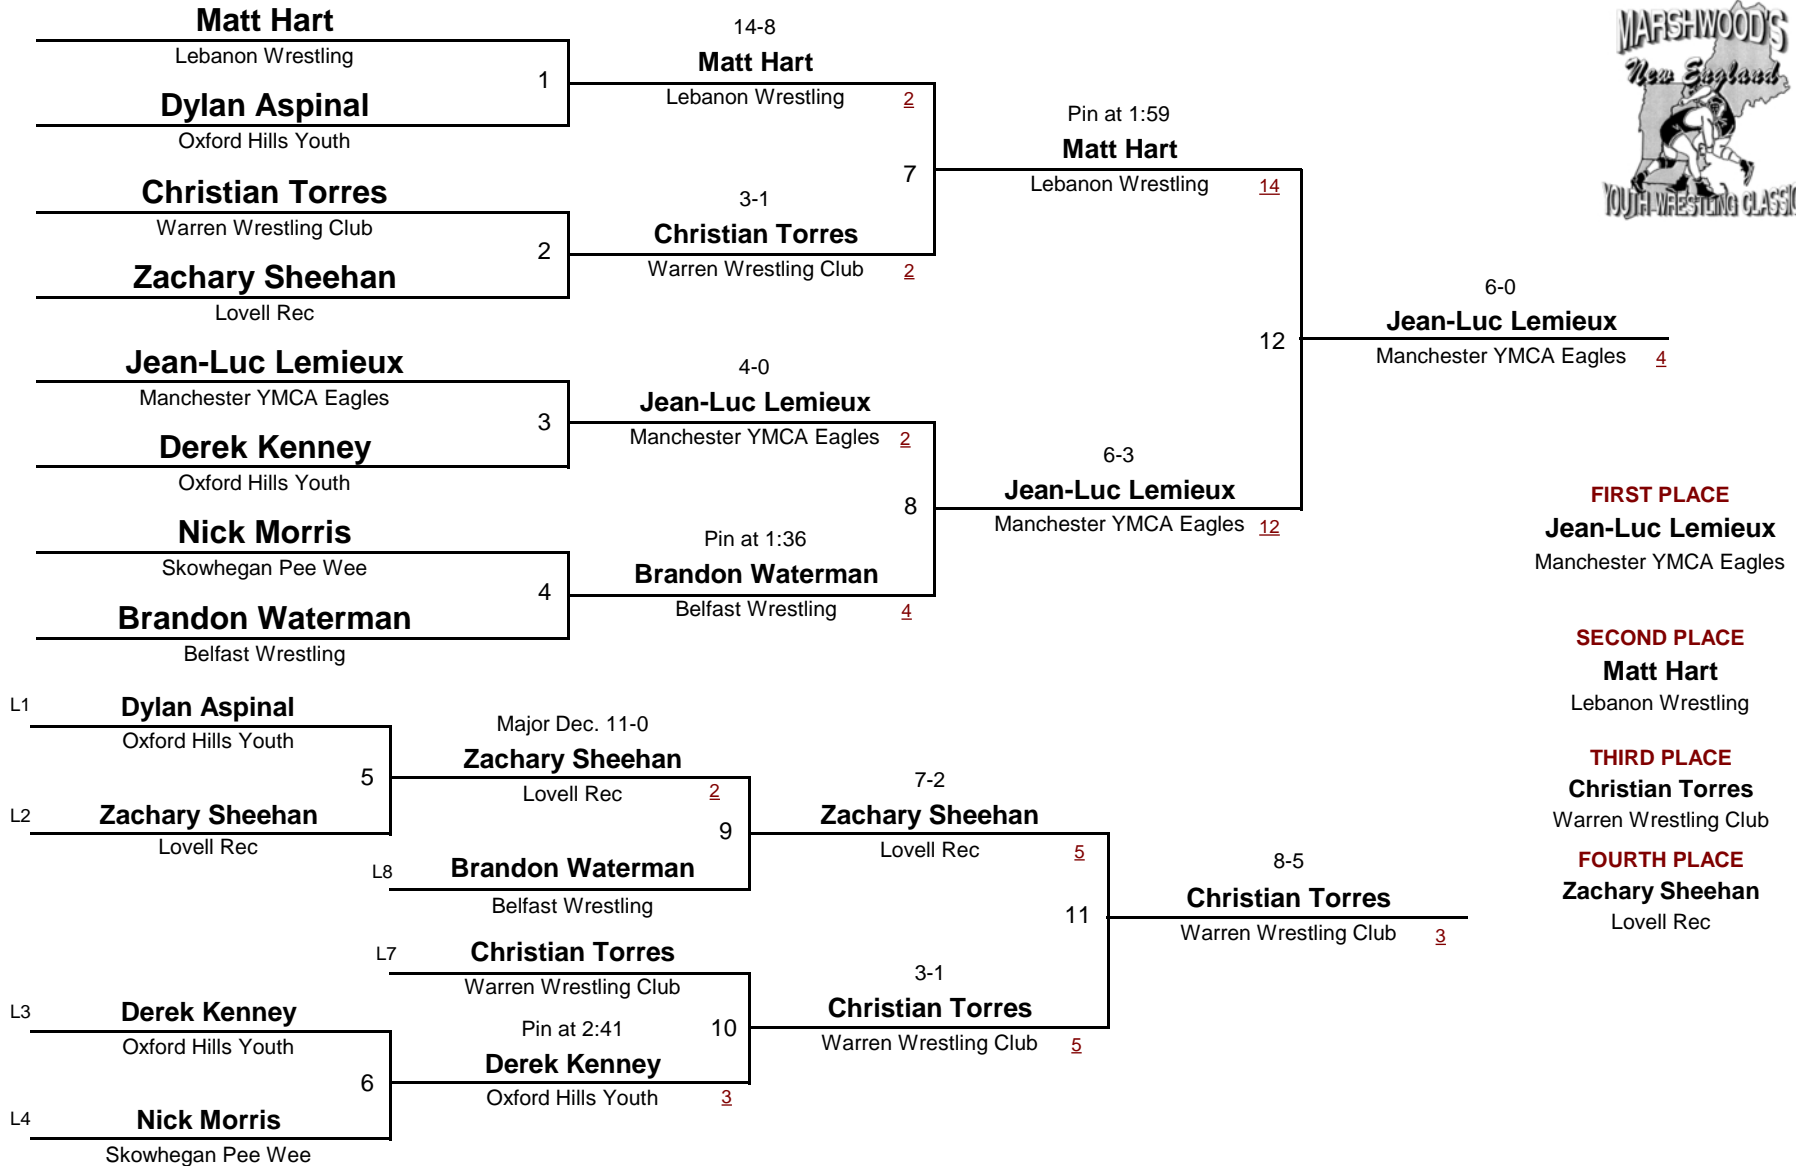 Matt Hart
Lebanon Wrestling
1
Dylan Aspinal
Oxford Hills Youth
Christian Torres
Warren Wrestling Club
2
Zachary Sheehan
Lovell Rec
Jean-Luc Lemieux
Manchester YMCA Eagles
3
Derek Kenney
Oxford Hills Youth
Nick Morris
Skowhegan Pee Wee
4
Brandon Waterman
Belfast Wrestling
14-8
Matt Hart
Lebanon Wrestling 2
7
3-1
Christian Torres
Warren Wrestling Club 2
4-0
Jean-Luc Lemieux
Manchester YMCA Eagles 2
8
Pin at 1:36
Brandon Waterman
Belfast Wrestling 4
Pin at 1:59
Matt Hart
Lebanon Wrestling 14
12
6-3
Jean-Luc Lemieux
Manchester YMCA Eagles 12
6-0
Jean-Luc Lemieux
Manchester YMCA Eagles 4
MARSHWOOD'S
New England
YOUTH WRESTLING CLASSIC
FIRST PLACE
Jean-Luc Lemieux
Manchester YMCA Eagles
SECOND PLACE
Matt Hart
Lebanon Wrestling
THIRD PLACE
Christian Torres
Warren Wrestling Club
FOURTH PLACE
Zachary Sheehan
Lovell Rec
L1 Dylan Aspinal
Oxford Hills Youth
5
L2 Zachary Sheehan
Lovell Rec
L3 Derek Kenney
Oxford Hills Youth
6
L4 Nick Morris
Skowhegan Pee Wee
Major Dec. 11-0
Zachary Sheehan
Lovell Rec 2
9
L8 Brandon Waterman
Belfast Wrestling
L7 Christian Torres
Warren Wrestling Club
Pin at 2:41 10
Derek Kenney
Oxford Hills Youth 3
7-2
Zachary Sheehan
Lovell Rec 5
11
3-1
Christian Torres
Warren Wrestling Club 5
8-5
Christian Torres
Warren Wrestling Club 3